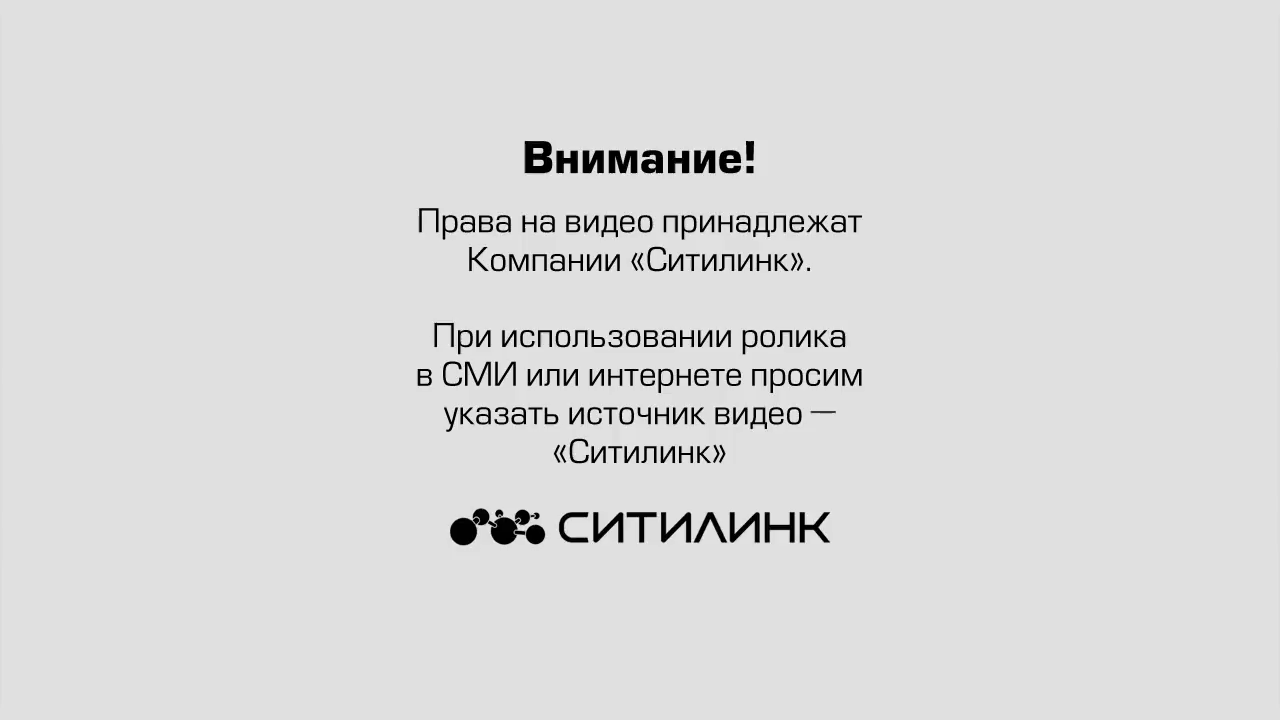 Внимание!
Права на видео принадлежат
Компании «Ситилинк».
При использовании ролика
в СМИ или интернете просим
указать источник видео —
«Ситилинк»
СИТИЛИНК